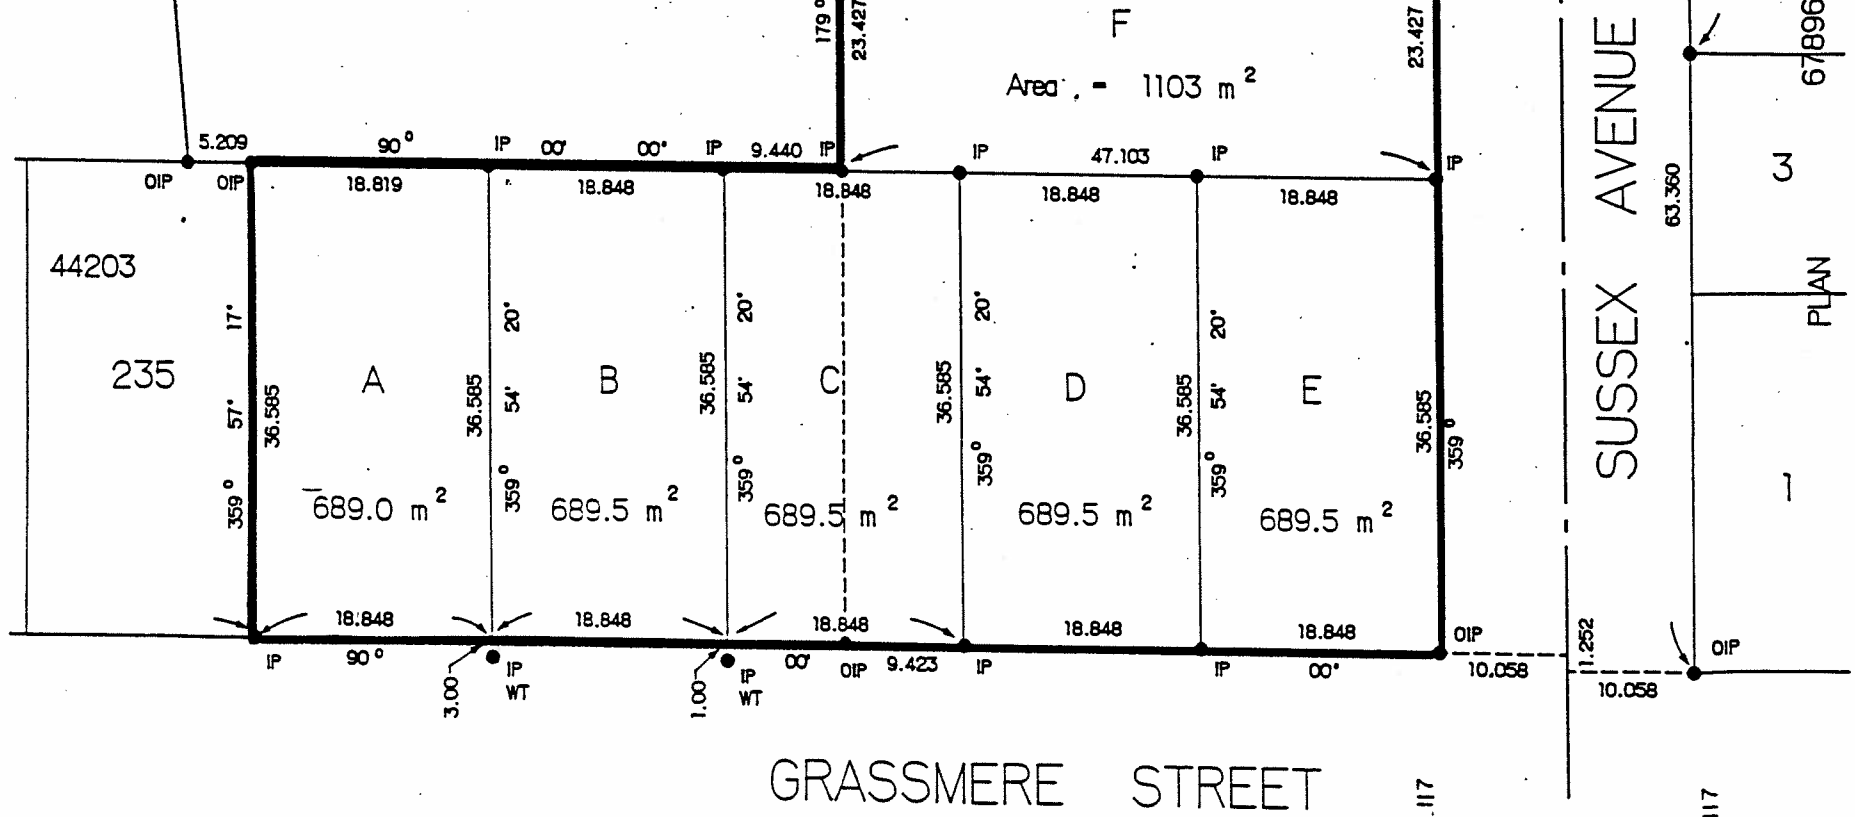 179°
23.427
F
23.427
SUSSEX AVENUE
67896
Area . = 1103 m²
5.209
90°
IP
00'
00"
IP
9.440
IP
IP
47.103
IP
IP
OIP
OIP
18.819
18.848
18.848
18.848
18.848
63.360
3
44203
PLAN
235
17"
57'
359°
36.585
A
36.585
20"
54'
359°
B
36.585
20"
54'
359°
C
36.585
20"
54'
359°
D
36.585
20"
54'
359°
E
36.585
359°
1
689.0 m²
689.5 m²
689.5 m²
689.5 m²
689.5 m²
18.848
18.848
18.848
18.848
18.848
OIP
1.252
OIP
IP
90°
3.00
IP
WT
1.00
IP
WT
00'
OIP
9.423
IP
IP
00"
10.058
10.058
GRASSMERE STREET
.117
117